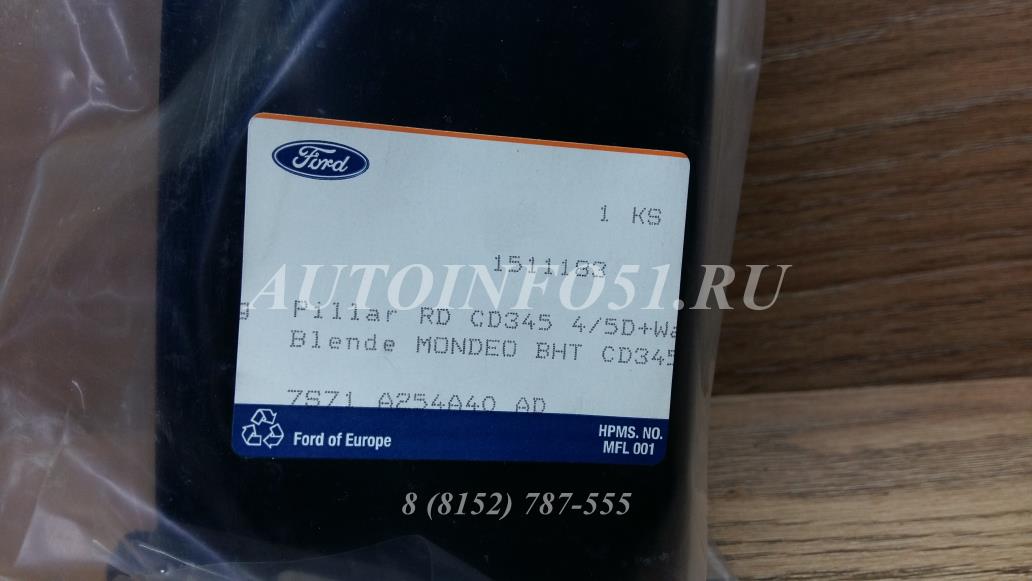 Ford
1 KS
1511183
AUTOINFO51.RU
g Pillar RD CD345 4/5D+Wa
Blende MONDEO BHT CD345
7S71 A254A40 AD
Ford of Europe
HPMS. NO.
MFL 001
8 (8152) 787-555